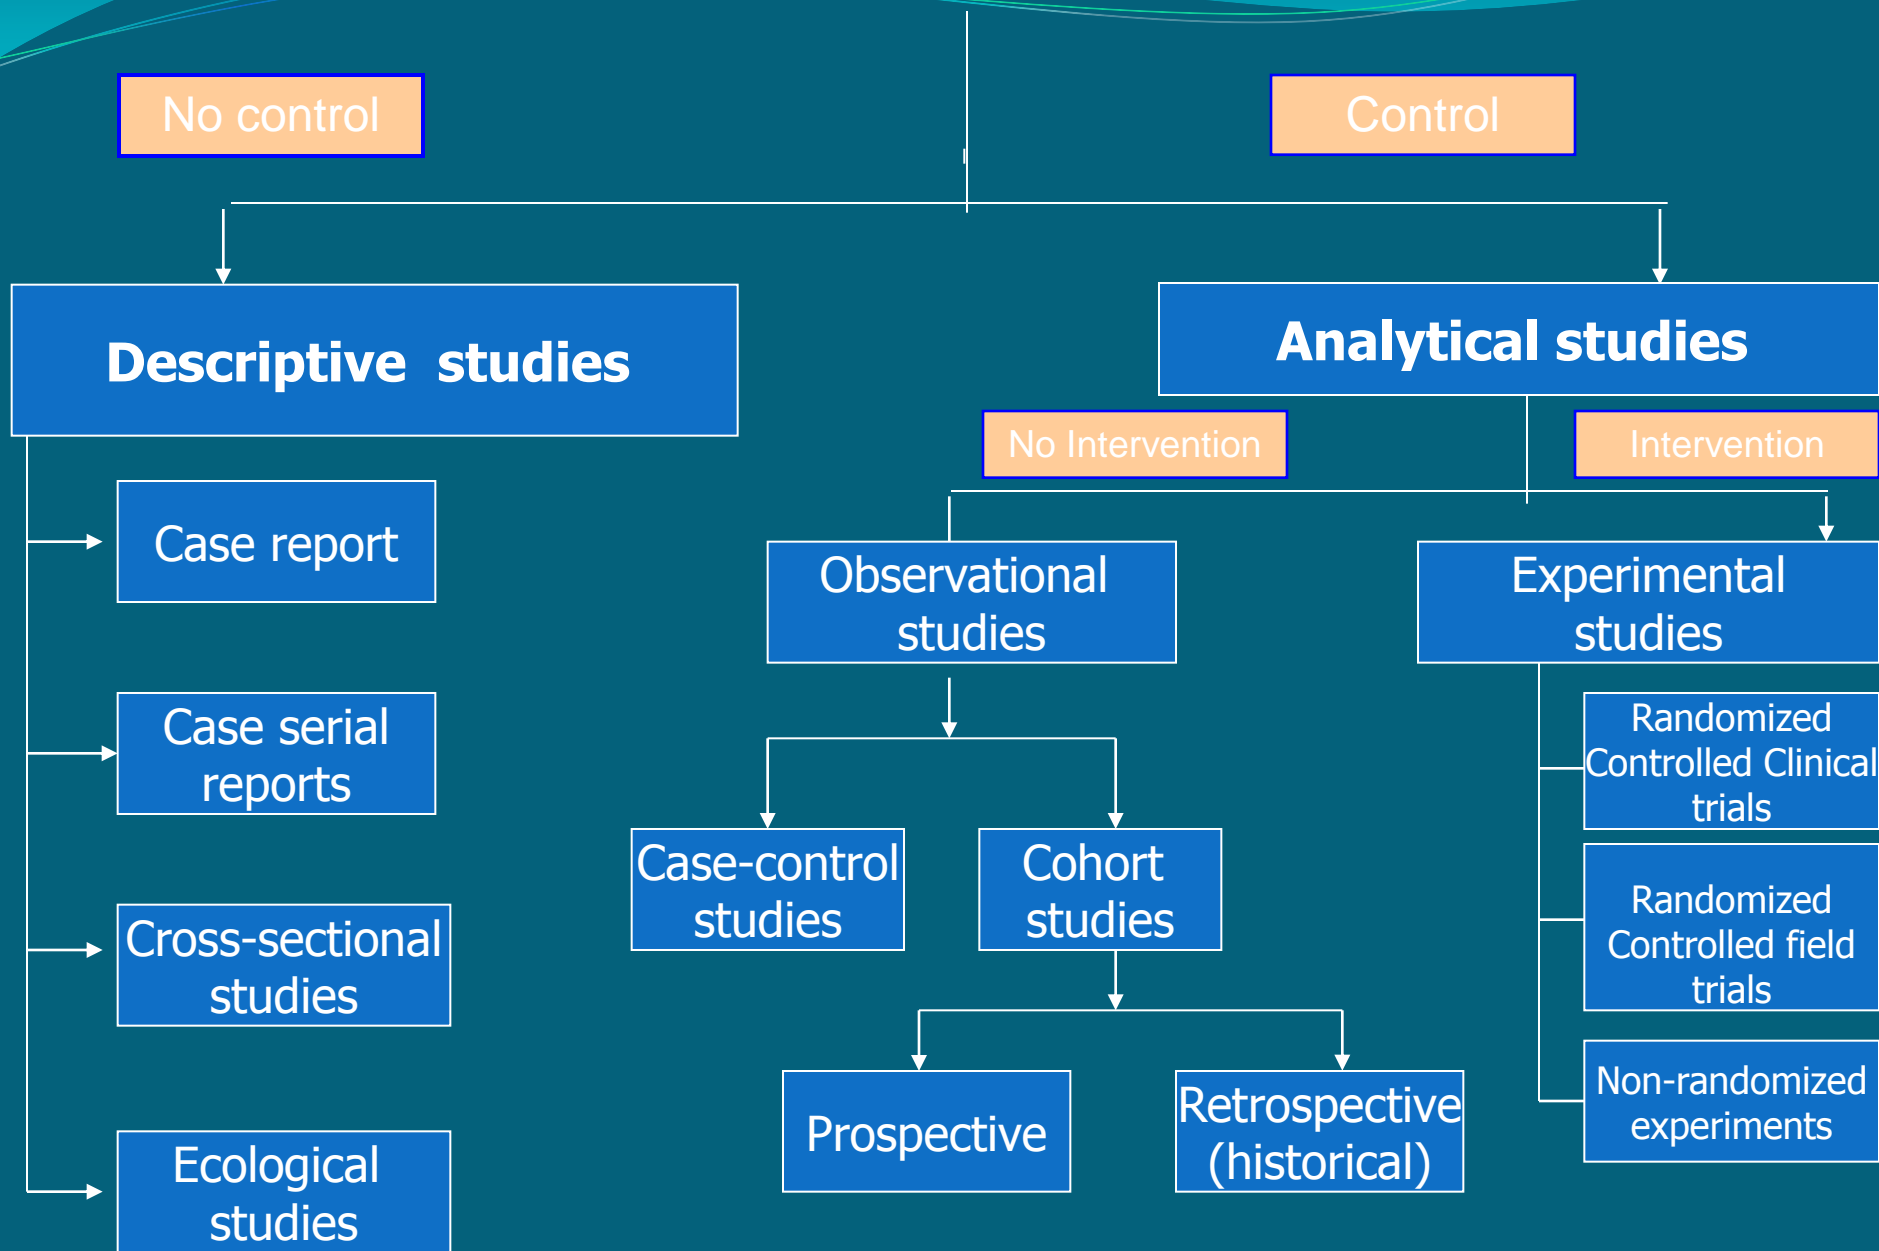 No control
Control
Descriptive studies
Analytical studies
No Intervention
Intervention
Case report
Observational
studies
Experimental
studies
Case serial
reports
Randomized
Controlled Clinical
trials
Case-control
studies
Cohort
studies
Randomized
Controlled field
trials
Cross-sectional
studies
Prospective
Retrospective
(historical)
Non-randomized
experiments
Ecological
studies